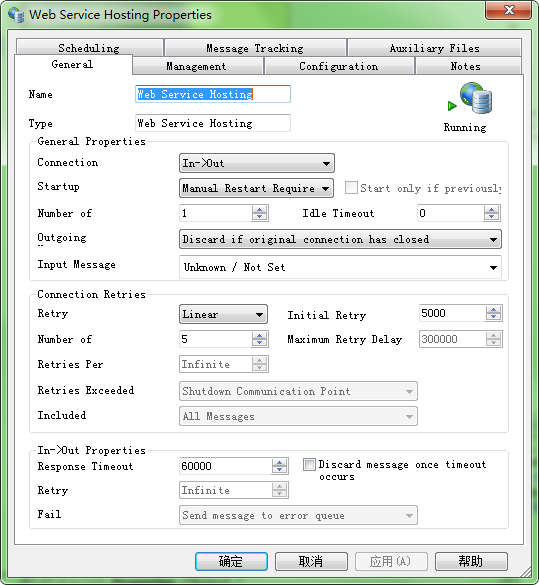 Web Service Hosting Properties
Scheduling Message Tracking Auxiliary Files
General Management Configuration Notes
Name Web Service Hosting
Type Web Service Hosting
Running
General Properties
Connection In->Out
Startup Manual Restart Require Start only if previously
Number of 1 Idle Timeout 0
Outgoing Discard if original connection has closed
Input Message Unknown / Not Set
Connection Retries
Retry Linear Initial Retry 5000
Number of 5 Maximum Retry Delay 300000
Retries Per Infinite
Retries Exceeded Shutdown Communication Point
Included All Messages
In->Out Properties
Response Timeout 60000 Discard message once timeout
occurs
Retry Infinite
Fail Send message to error queue
确定 取消 应用(A) 帮助